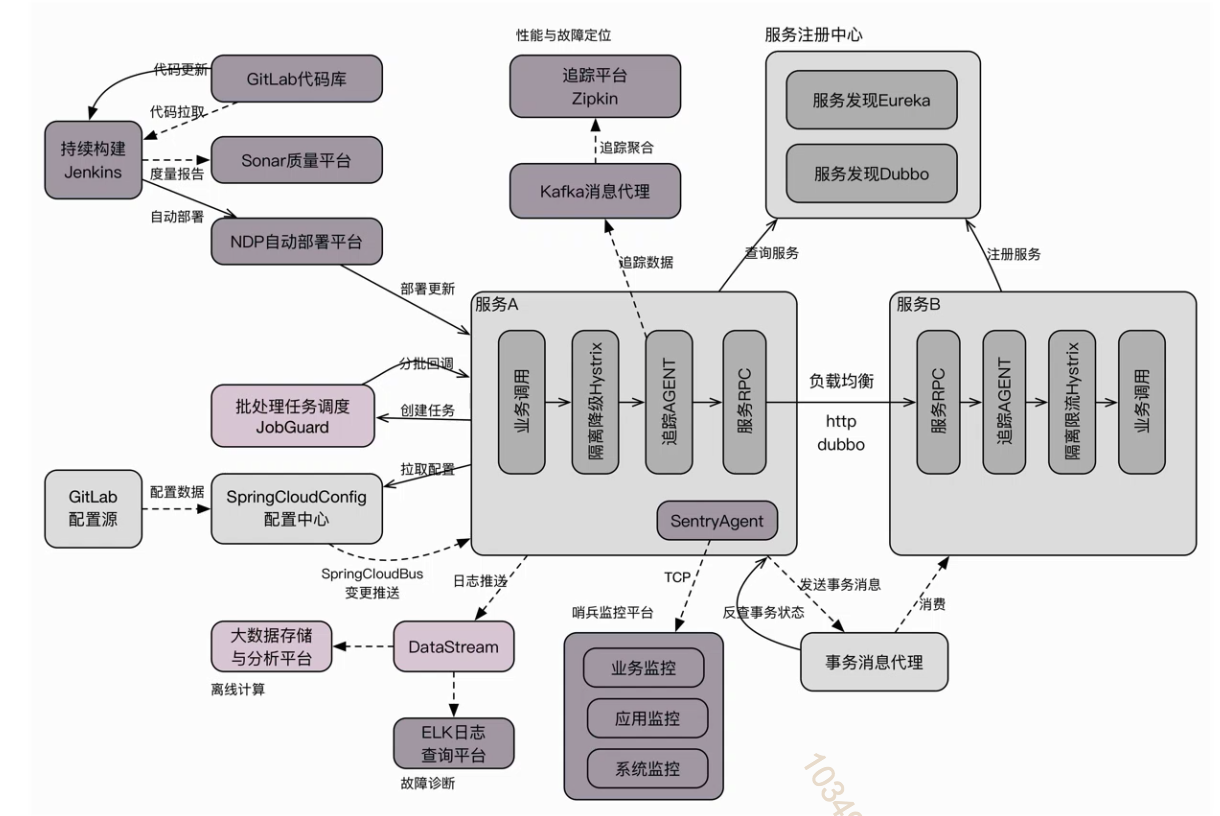 性能与故障定位
服务注册中心
代码更新
GitLab代码库
追踪平台
Zipkin
服务发现Eureka
代码拉取
持续构建
Jenkins
Sonar质量平台
度量报告
追踪聚合
Kafka消息代理
服务发现Dubbo
自动部署
NDP自动部署平台
追踪数据
查询服务
注册服务
部署更新
服务A
业务调用
隔离降级Hystrix
追踪AGENT
服务RPC
负载均衡
http
dubbo
服务B
服务RPC
追踪AGENT
隔离限流Hystrix
业务调用
分批回调
批处理任务调度
JobGuard
创建任务
拉取配置
GitLab
配置源
配置数据
SpringCloudConfig
配置中心
SentryAgent
SpringCloudBus
变更推送
日志推送
TCP
发送事务消息
反查事务状态
消费
哨兵监控平台
大数据存储
与分析平台
DataStream
离线计算
业务监控
应用监控
系统监控
事务消息代理
ELK日志
查询平台
故障诊断